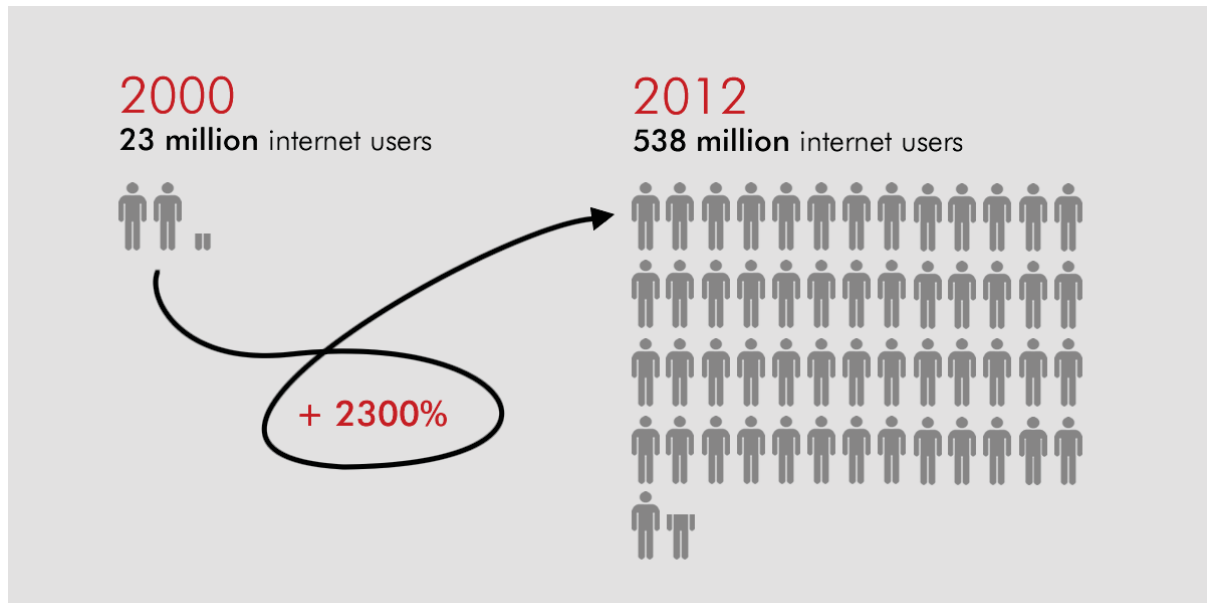 2000
23 million internet users
2012
538 million internet users
+ 2300%